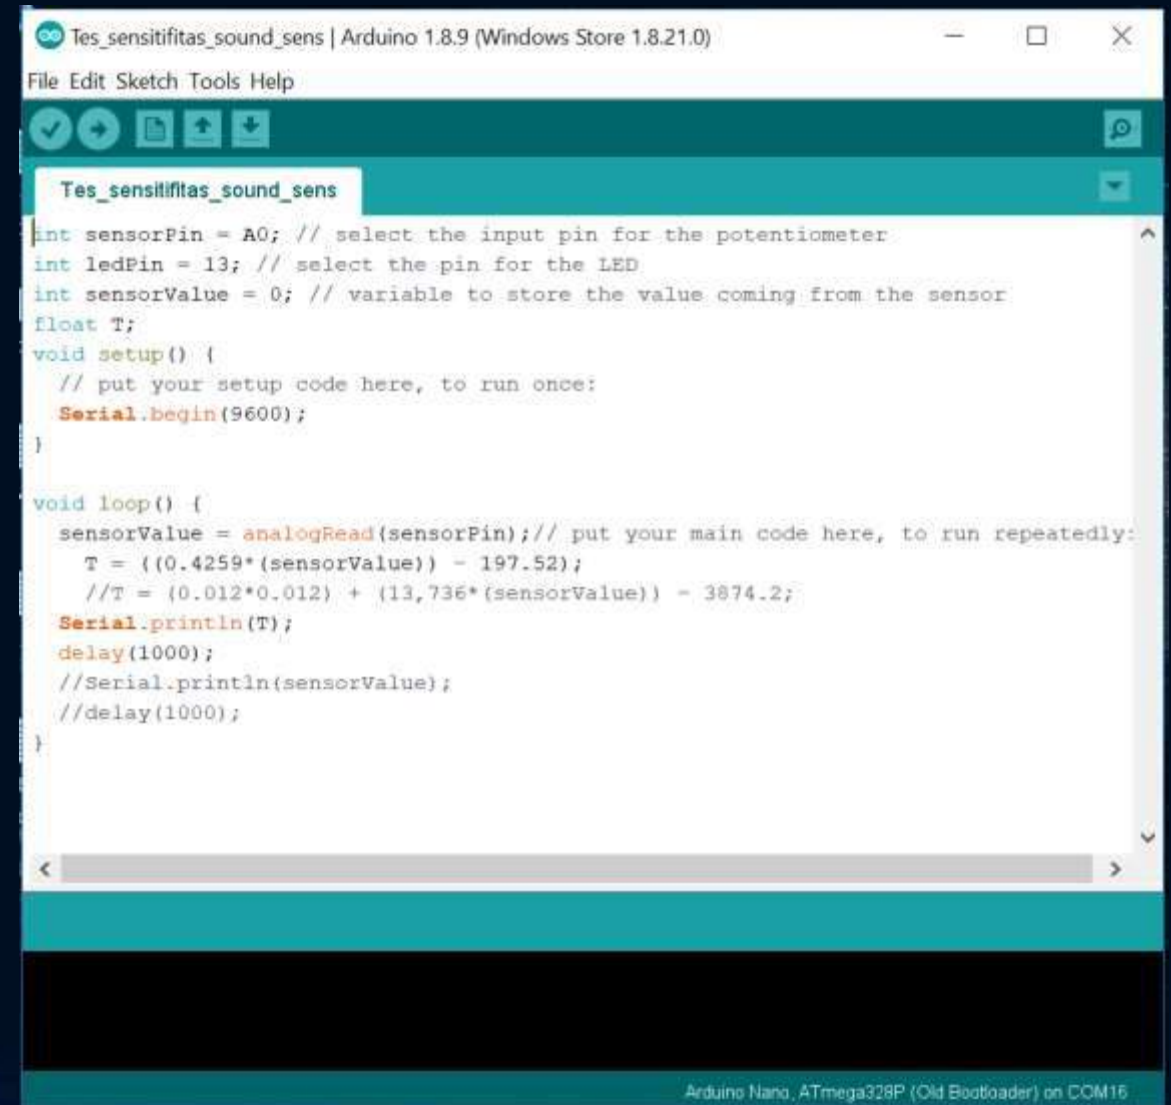 Tes_sensitifitas_sound_sens | Arduino 1.8.9 (Windows Store 1.8.21.0)
File Edit Sketch Tools Help
Tes_sensitifitas_sound_sens
int sensorPin = A0; // select the input pin for the potentiometer
int ledPin = 13; // select the pin for the LED
int sensorValue = 0; // variable to store the value coming from the sensor
float T;
void setup() {
  // put your setup code here, to run once:
  Serial.begin(9600);
}
void loop() {
  sensorValue = analogRead(sensorPin);// put your main code here, to run repeatedly:
    T = ((0.4259*(sensorValue)) - 197.52);
    //T = (0.012*0.012) + (13,736*(sensorValue)) - 3874.2;
  Serial.println(T);
  delay(1000);
  //Serial.println(sensorValue);
  //delay(1000);
}
Arduino Nano, ATmega328P (Old Bootloader) on COM16